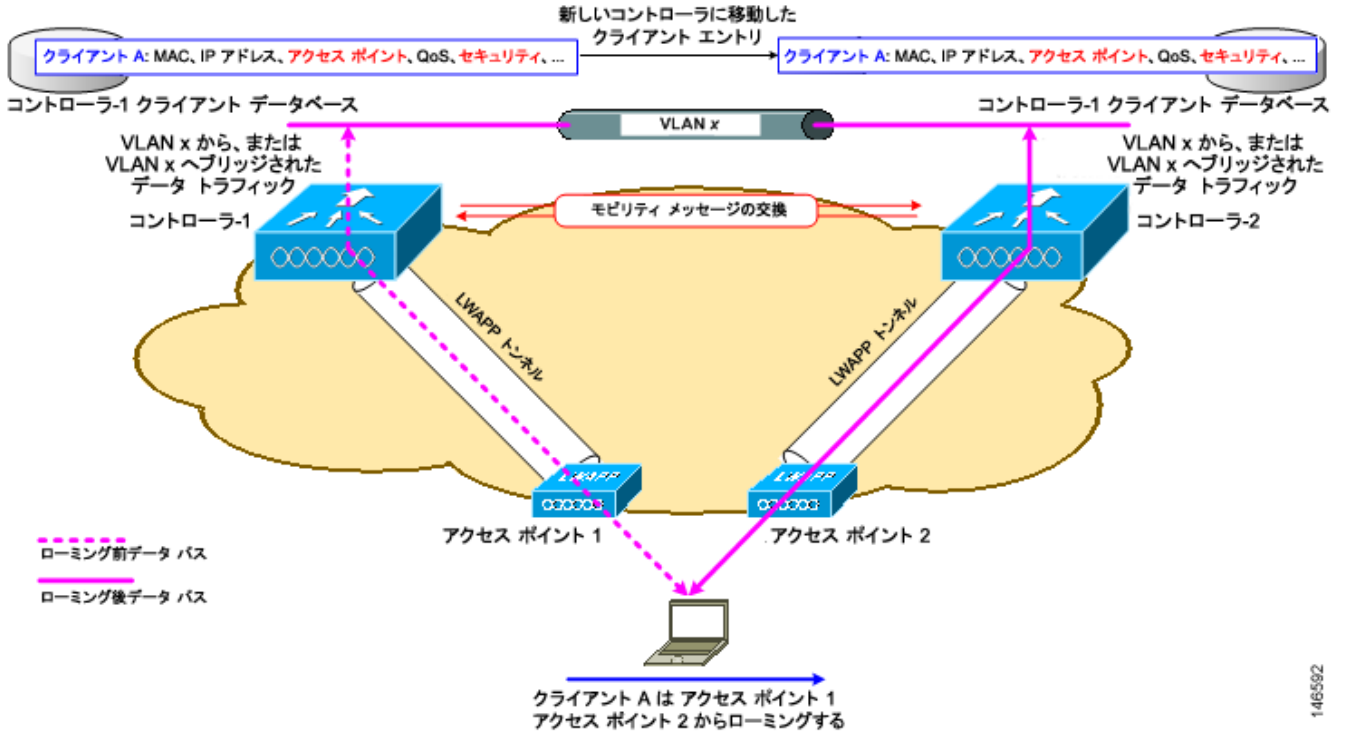 新しいコントローラに移動した
クライアント エントリ
クライアント A: MAC、IP アドレス、アクセス ポイント、QoS、セキュリティ、...
クライアント A: MAC、IP アドレス、アクセス ポイント、QoS、セキュリティ、...
コントローラ-1 クライアント データベース
コントローラ-1 クライアント データベース
VLAN x
VLAN x から、または
VLAN x へブリッジされた
データ トラフィック
VLAN x から、または
VLAN x へブリッジされた
データ トラフィック
コントローラ-1
モビリティ メッセージの交換
コントローラ-2
LWAPP トンネル
LWAPP トンネル
LWAPP
LWAPP
アクセス ポイント 1
アクセス ポイント 2
ローミング前データ パス
ローミング後データ パス
クライアント A は アクセス ポイント 1
アクセス ポイント 2 からローミングする
146592